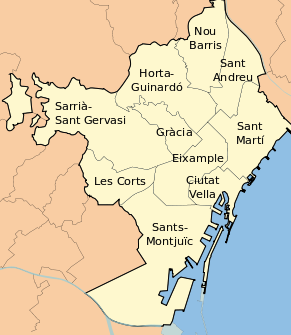 Nou
Barris
Sant
Andreu
Horta-
Guinardó
Sarrià-
Sant Gervasi
Gràcia
Sant
Martí
Eixample
Les Corts
Ciutat
Vella
Sants-
Montjuïc